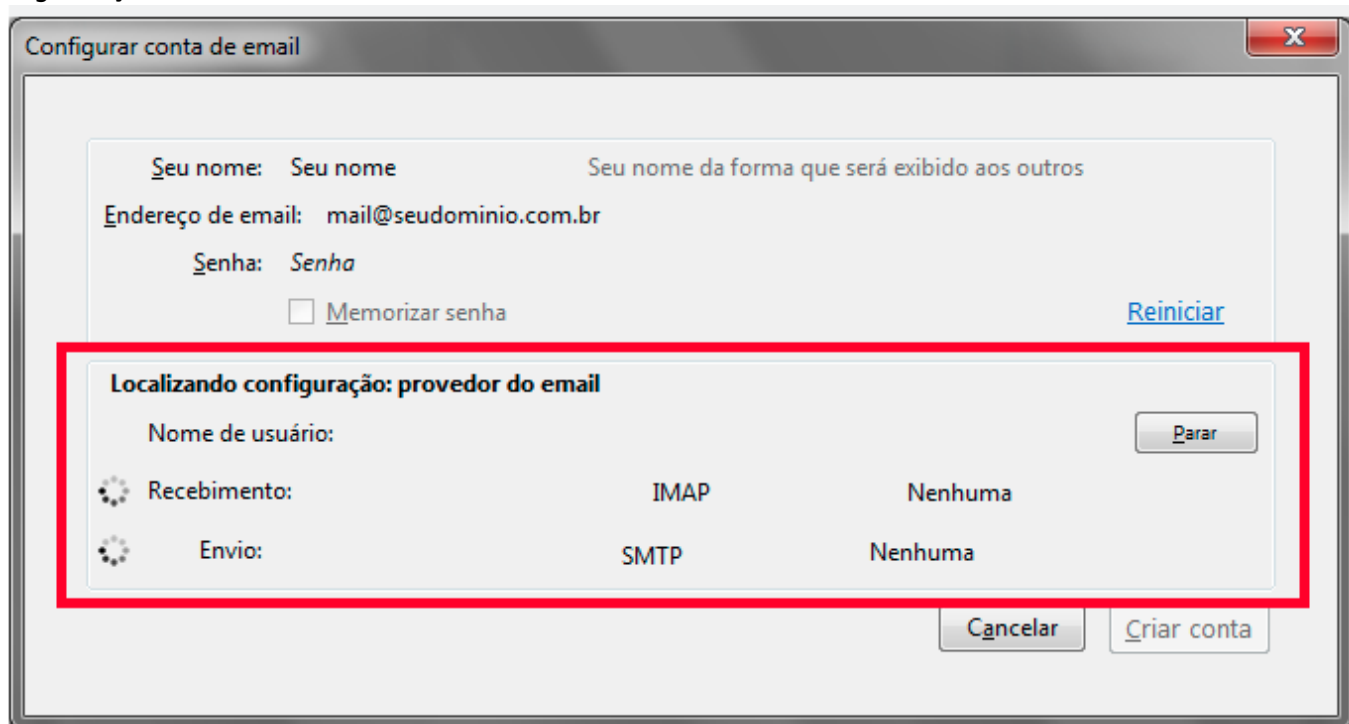 Configurar conta de email
Seu nome: Seu nome Seu nome da forma que será exibido aos outros
Endereço de email: mail@seudominio.com.br
Senha: Senha
Memorizar senha Reiniciar
Localizando configuração: provedor do email
Nome de usuário: Parar
Recebimento: IMAP Nenhuma
Envio: SMTP Nenhuma
Cancelar Criar conta